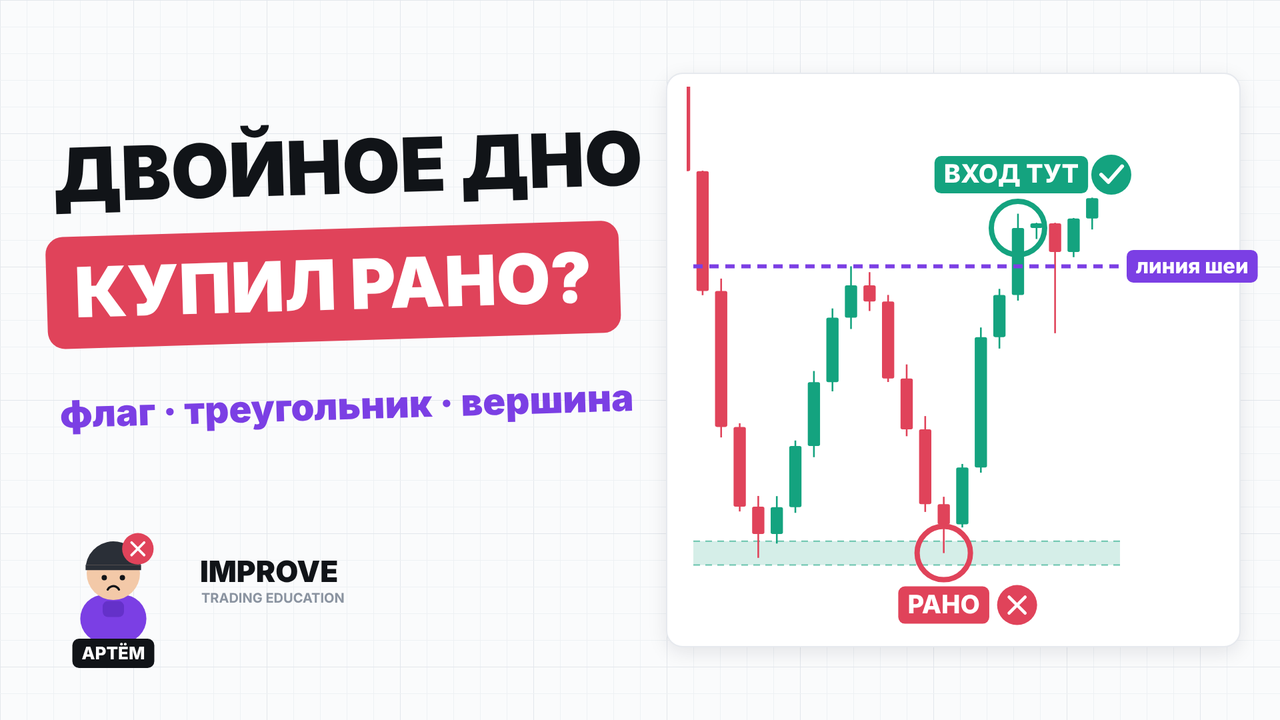 ДВОЙНОЕ ДНО
КУПИЛ РАНО?
флаг · треугольник · вершина
АРТЁМ
IMPROVE
TRADING EDUCATION
ВХОД ТУТ
линия шеи
РАНО